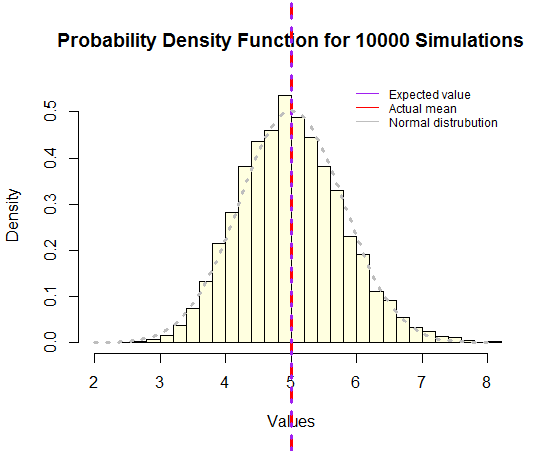 Probability Density Function for 10000 Simulations
Expected value
Actual mean
Normal distrubution
Density
0.0
0.1
0.2
0.3
0.4
0.5
2 3 4 5 6 7 8
Values